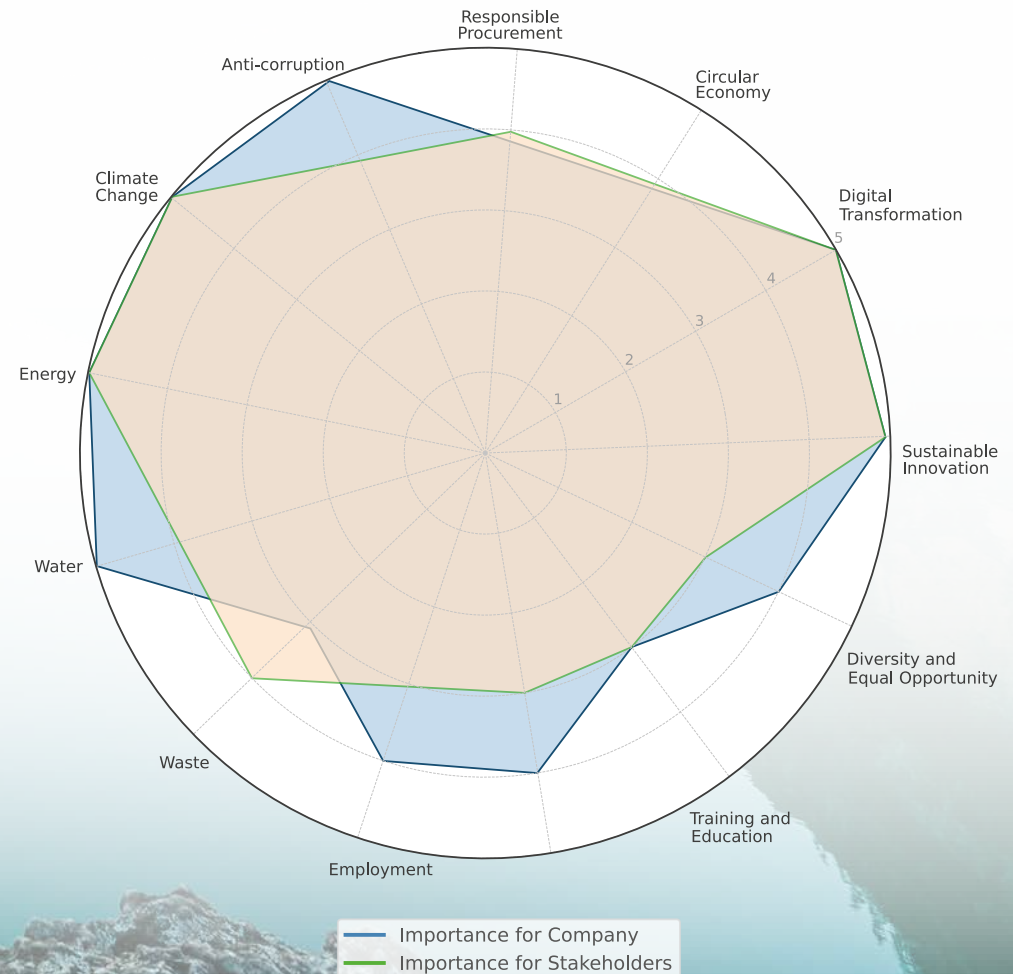 Responsible
Procurement
Anti-corruption
Circular
Economy
Climate
Change
Digital
Transformation
5
4
3
2
1
Energy
Sustainable
Innovation
Water
Diversity and
Equal Opportunity
Waste
Training and
Education
Employment
Importance for Company
Importance for Stakeholders